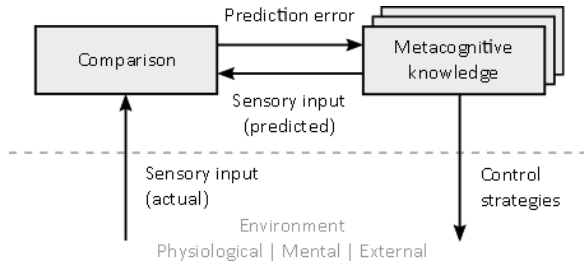 Prediction error
Comparison
Metacognitive
knowledge
Sensory input
(predicted)
Sensory input
(actual)
Control
strategies
Environment
Physiological | Mental | External